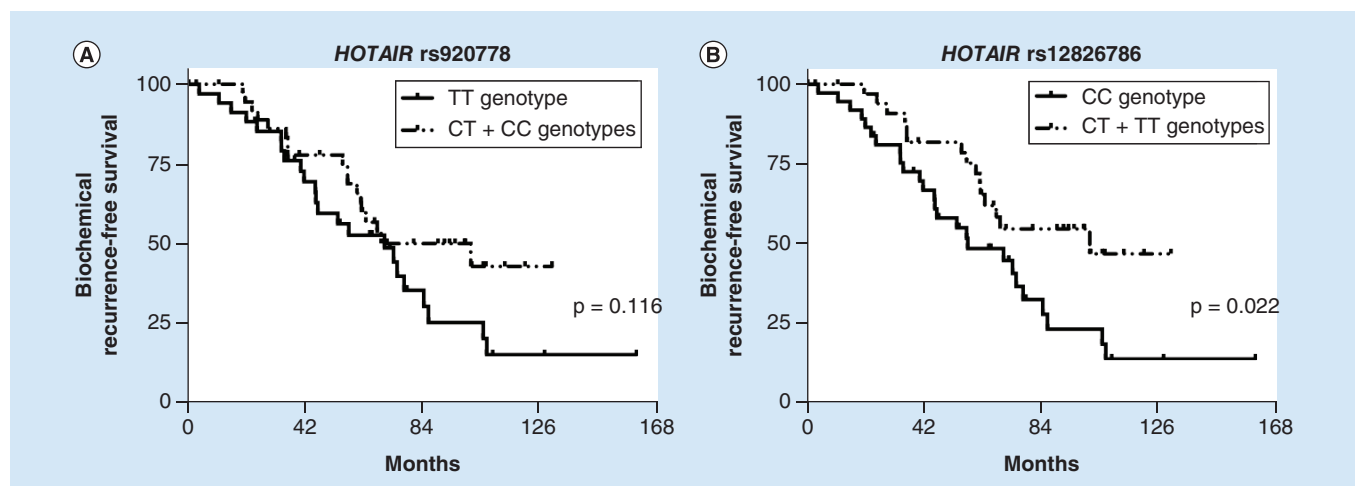 A
HOTAIR rs920778
Biochemical
recurrence-free survival
100
75
50
25
0
TT genotype
CT + CC genotypes
p = 0.116
0 42 84 126 168
Months
B
HOTAIR rs12826786
Biochemical
recurrence-free survival
100
75
50
25
0
CC genotype
CT + TT genotypes
p = 0.022
0 42 84 126 168
Months